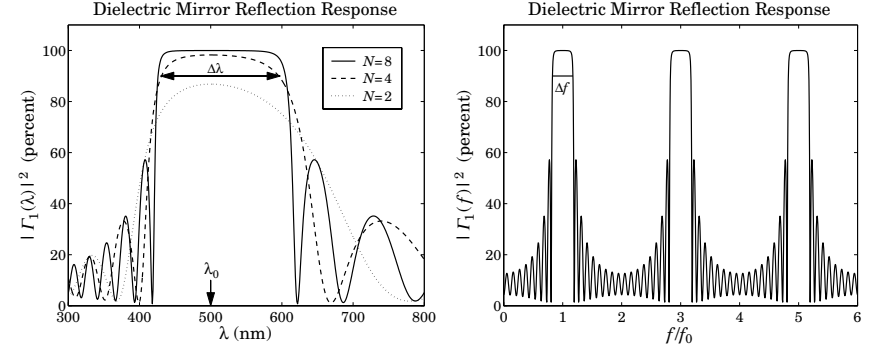 Dielectric Mirror Reflection Response
100
80
60
40
20
0
300
400
500
600
700
800
| Γ1(λ) | 2 (percent)
λ (nm)
Δλ
λ0
N= 8
N= 4
N= 2
Dielectric Mirror Reflection Response
100
80
60
40
20
0
0
1
2
3
4
5
6
| Γ1(f) | 2 (percent)
f/f0
Δf